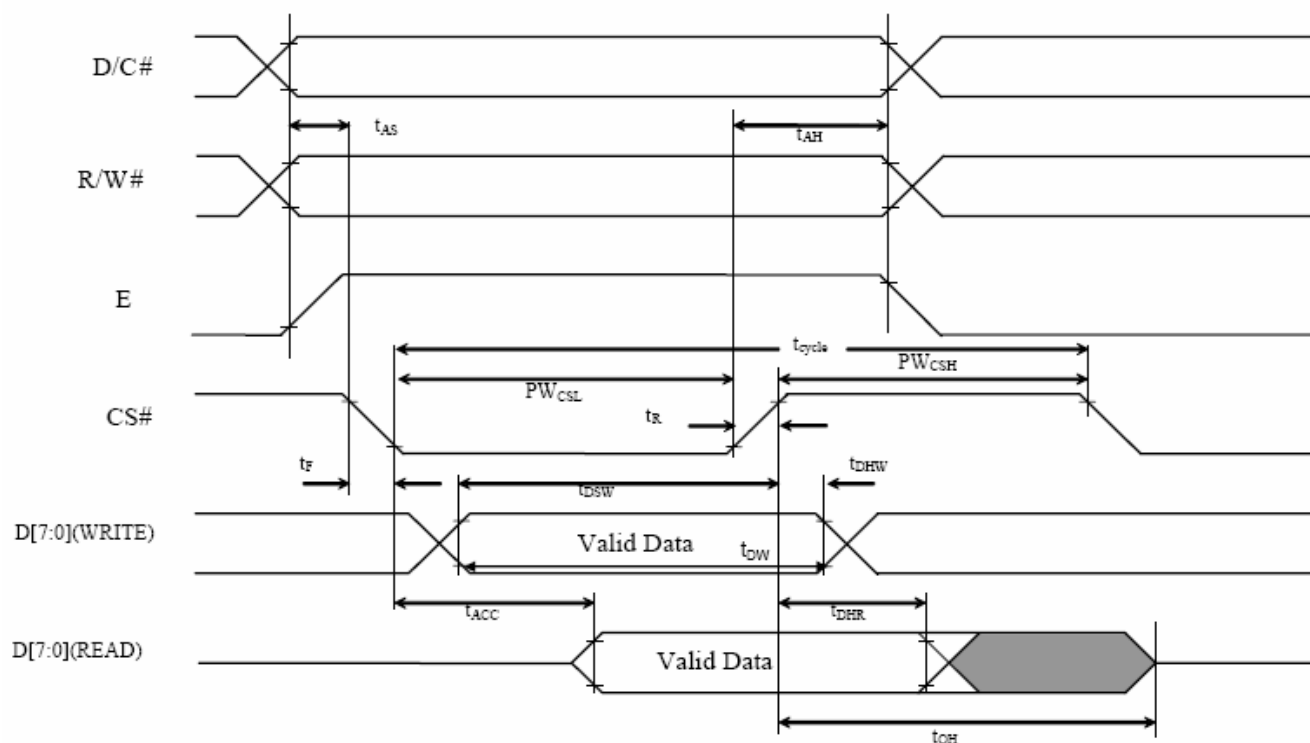 D/C#
tAS
tAH
R/W#
E
tcycle
PWCSH
PWCSL
CS#
tR
tF
tDHW
tDSW
D[7:0](WRITE)
Valid Data
tDW
tACC
tDHR
D[7:0](READ)
Valid Data
tOH